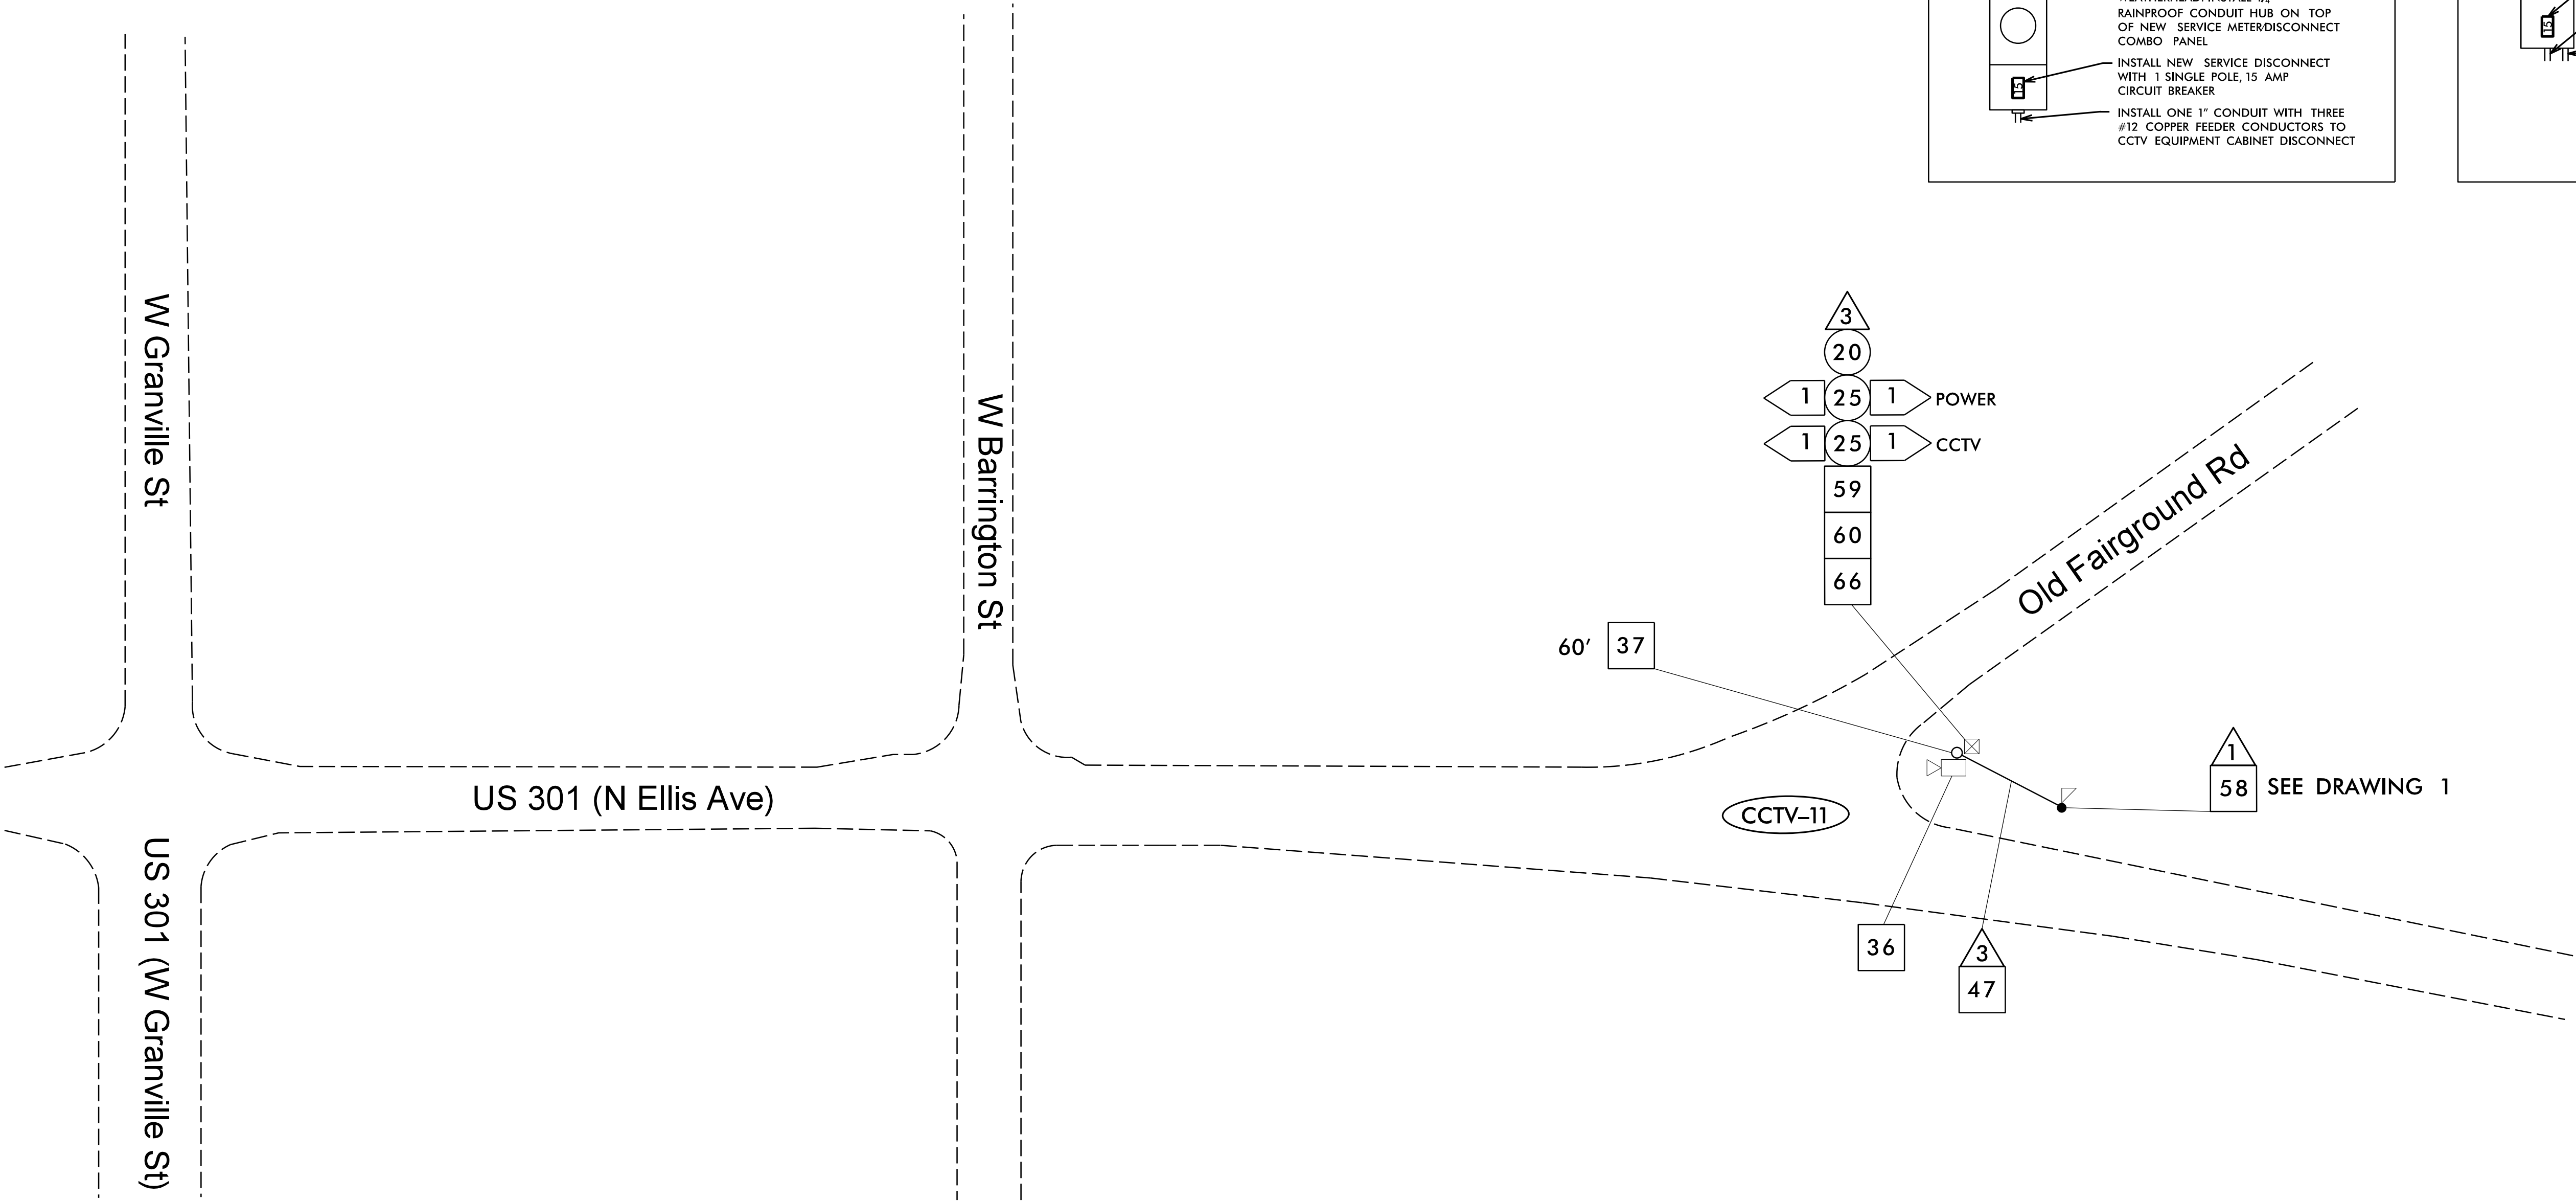 RAINPROOF CONDUIT HUB ON TOP
OF NEW SERVICE METER/DISCONNECT
COMBO PANEL
15
INSTALL NEW SERVICE DISCONNECT
WITH 1 SINGLE POLE, 15 AMP
CIRCUIT BREAKER
INSTALL ONE 1" CONDUIT WITH THREE
#12 COPPER FEEDER CONDUCTORS TO
CCTV EQUIPMENT CABINET DISCONNECT
15
W Granville St
W Barrington St
3
20
1 25 1 POWER
1 25 1 CCTV
59
60
66
Old Fairground Rd
60' 37
1
58 SEE DRAWING 1
US 301 (N Ellis Ave)
CCTV-11
US 301 (W Granville St)
36
3
47